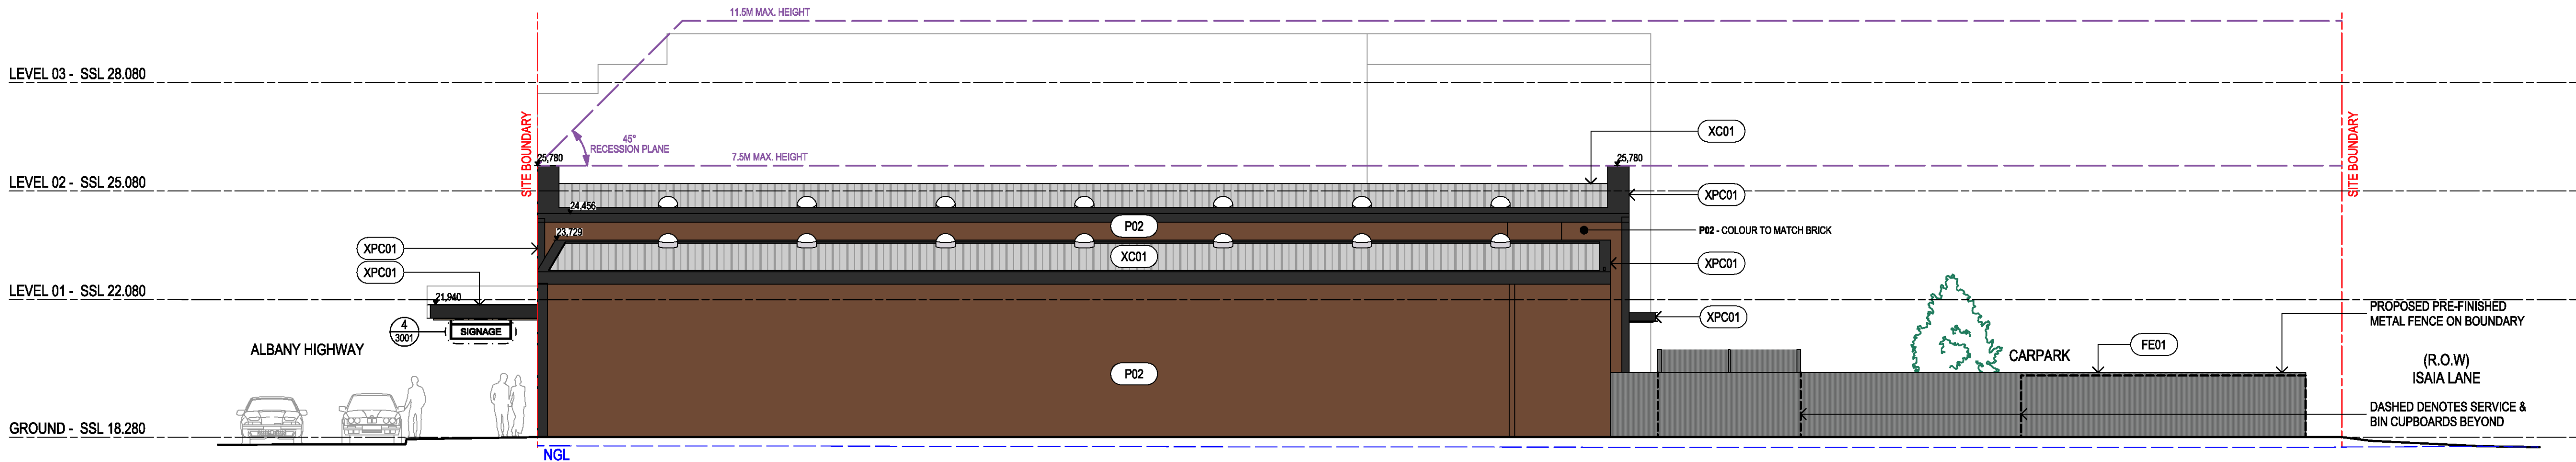 11.5M MAX. HEIGHT
LEVEL 03 - SSL 28.080
SITE BOUNDARY
45°
RECESSION PLANE
7.5M MAX. HEIGHT
25,780
25,780
XC01
SITE BOUNDARY
LEVEL 02 - SSL 25.080
XPC01
24,456
P02
P02 - COLOUR TO MATCH BRICK
23,729
XPC01
XC01
XPC01
XPC01
LEVEL 01 - SSL 22.080
21,940
4
3001
SIGNAGE
XPC01
PROPOSED PRE-FINISHED
METAL FENCE ON BOUNDARY
ALBANY HIGHWAY
CARPARK
FE01
(R.O.W)
ISAIA LANE
P02
DASHED DENOTES SERVICE &
BIN CUPBOARDS BEYOND
GROUND - SSL 18.280
NGL